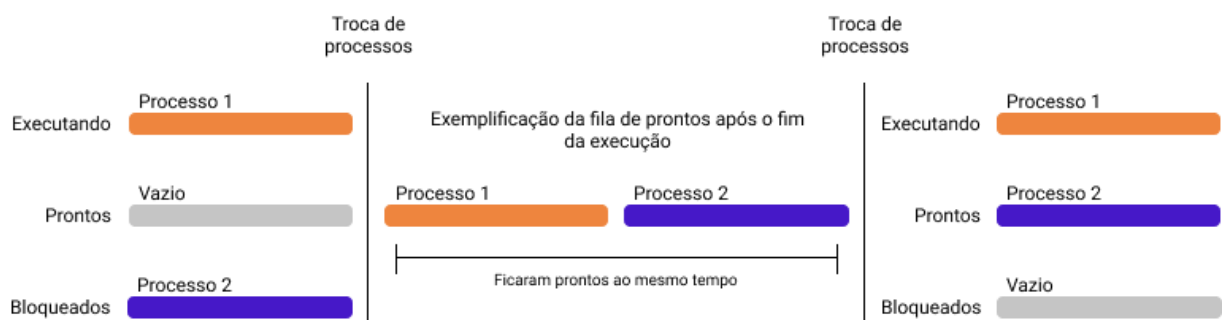 Troca de
processos
Troca de
processos
Executando
Processo 1
Exemplificação da fila de prontos após o fim
da execução
Executando
Processo 1
Prontos
Vazio
Processo 1
Processo 2
Prontos
Processo 2
Ficaram prontos ao mesmo tempo
Bloqueados
Processo 2
Bloqueados
Vazio